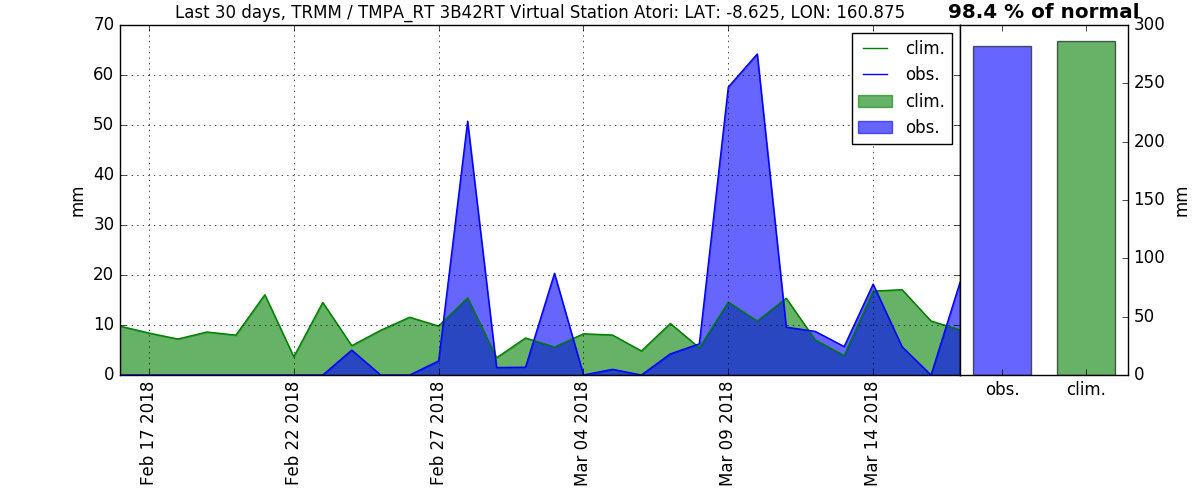 Last 30 days, TRMM / TMPA_RT 3B42RT Virtual Station Atori: LAT: -8.625, LON: 160.875
98.4 % of normal
70
60
50
40
30
20
10
0
mm
clim.
obs.
clim.
obs.
Feb 17 2018
Feb 22 2018
Feb 27 2018
Mar 04 2018
Mar 09 2018
Mar 14 2018
300
250
200
150
100
50
0
mm
obs.
clim.